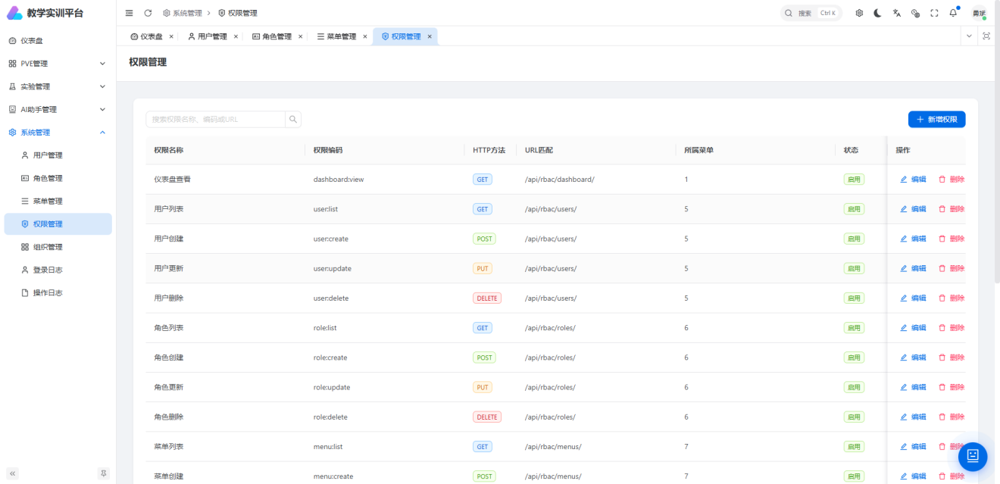 教学实训平台
系统管理 > 权限管理
搜索 Ctrl K
勇斌
仪表盘 × 用户管理 × 角色管理 × 菜单管理 × 权限管理 ×
仪表盘
PVE管理
实验管理
AI助手管理
系统管理
用户管理
角色管理
菜单管理
权限管理
组织管理
登录日志
操作日志
权限管理
搜索权限名称、编码或URL
新增权限
权限名称 权限编码 HTTP方法 URL匹配 所属菜单 状态 操作
仪表盘查看 dashboard:view GET /api/rbac/dashboard/ 1 启用 编辑 删除
用户列表 user:list GET /api/rbac/users/ 5 启用 编辑 删除
用户创建 user:create POST /api/rbac/users/ 5 启用 编辑 删除
用户更新 user:update PUT /api/rbac/users/ 5 启用 编辑 删除
用户删除 user:delete DELETE /api/rbac/users/ 5 启用 编辑 删除
角色列表 role:list GET /api/rbac/roles/ 6 启用 编辑 删除
角色创建 role:create POST /api/rbac/roles/ 6 启用 编辑 删除
角色更新 role:update PUT /api/rbac/roles/ 6 启用 编辑 删除
角色删除 role:delete DELETE /api/rbac/roles/ 6 启用 编辑 删除
菜单列表 menu:list GET /api/rbac/menus/ 7 启用 编辑 删除
菜单创建 menu:create POST /api/rbac/menus/ 7 启用 编辑 删除